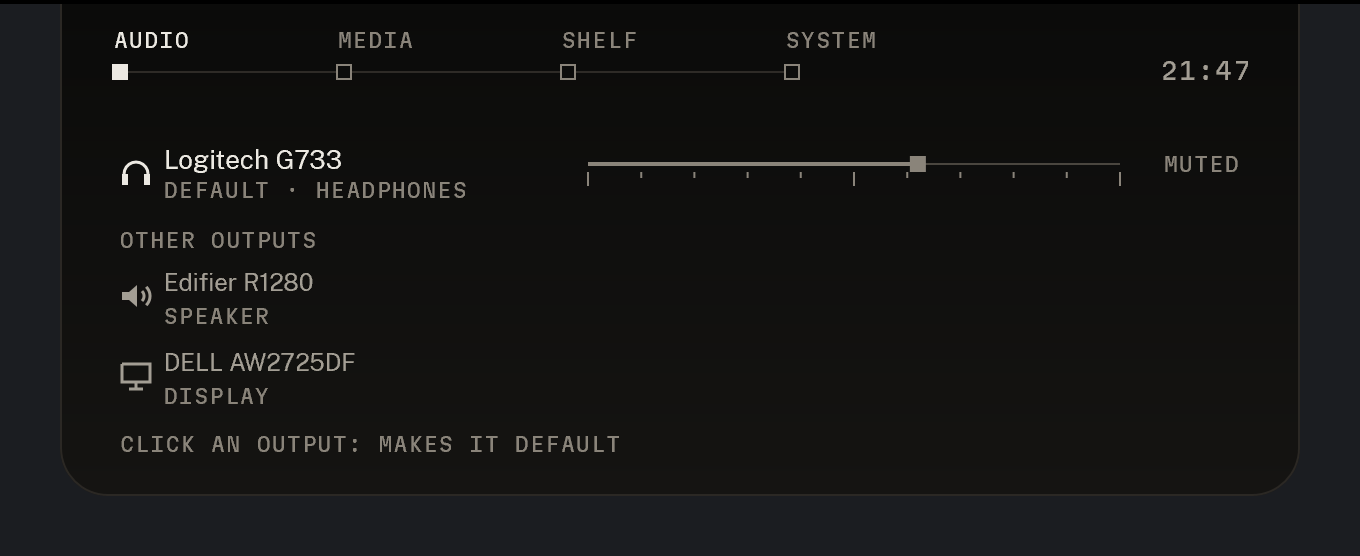 AUDIO MEDIA SHELF SYSTEM
21:47
Logitech G733
DEFAULT · HEADPHONES
MUTED
OTHER OUTPUTS
Edifier R1280
SPEAKER
DELL AW2725DF
DISPLAY
CLICK AN OUTPUT: MAKES IT DEFAULT